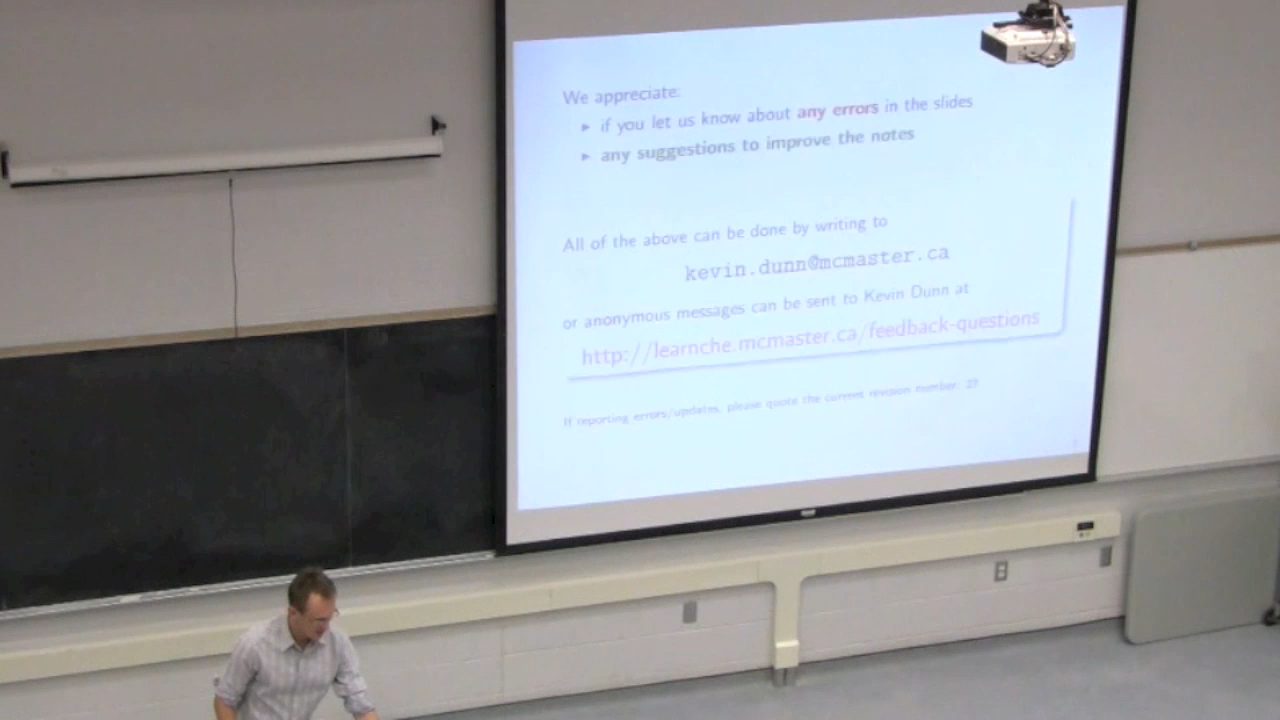 We appreciate:
▸ if you let us know about any errors in the slides
▸ any suggestions to improve the notes
All of the above can be done by writing to
kevin.dunn@mcmaster.ca
or anonymous messages can be sent to Kevin Dunn at
http://learnche.mcmaster.ca/feedback-questions
If reporting errors/updates, please quote the current revision number: 27